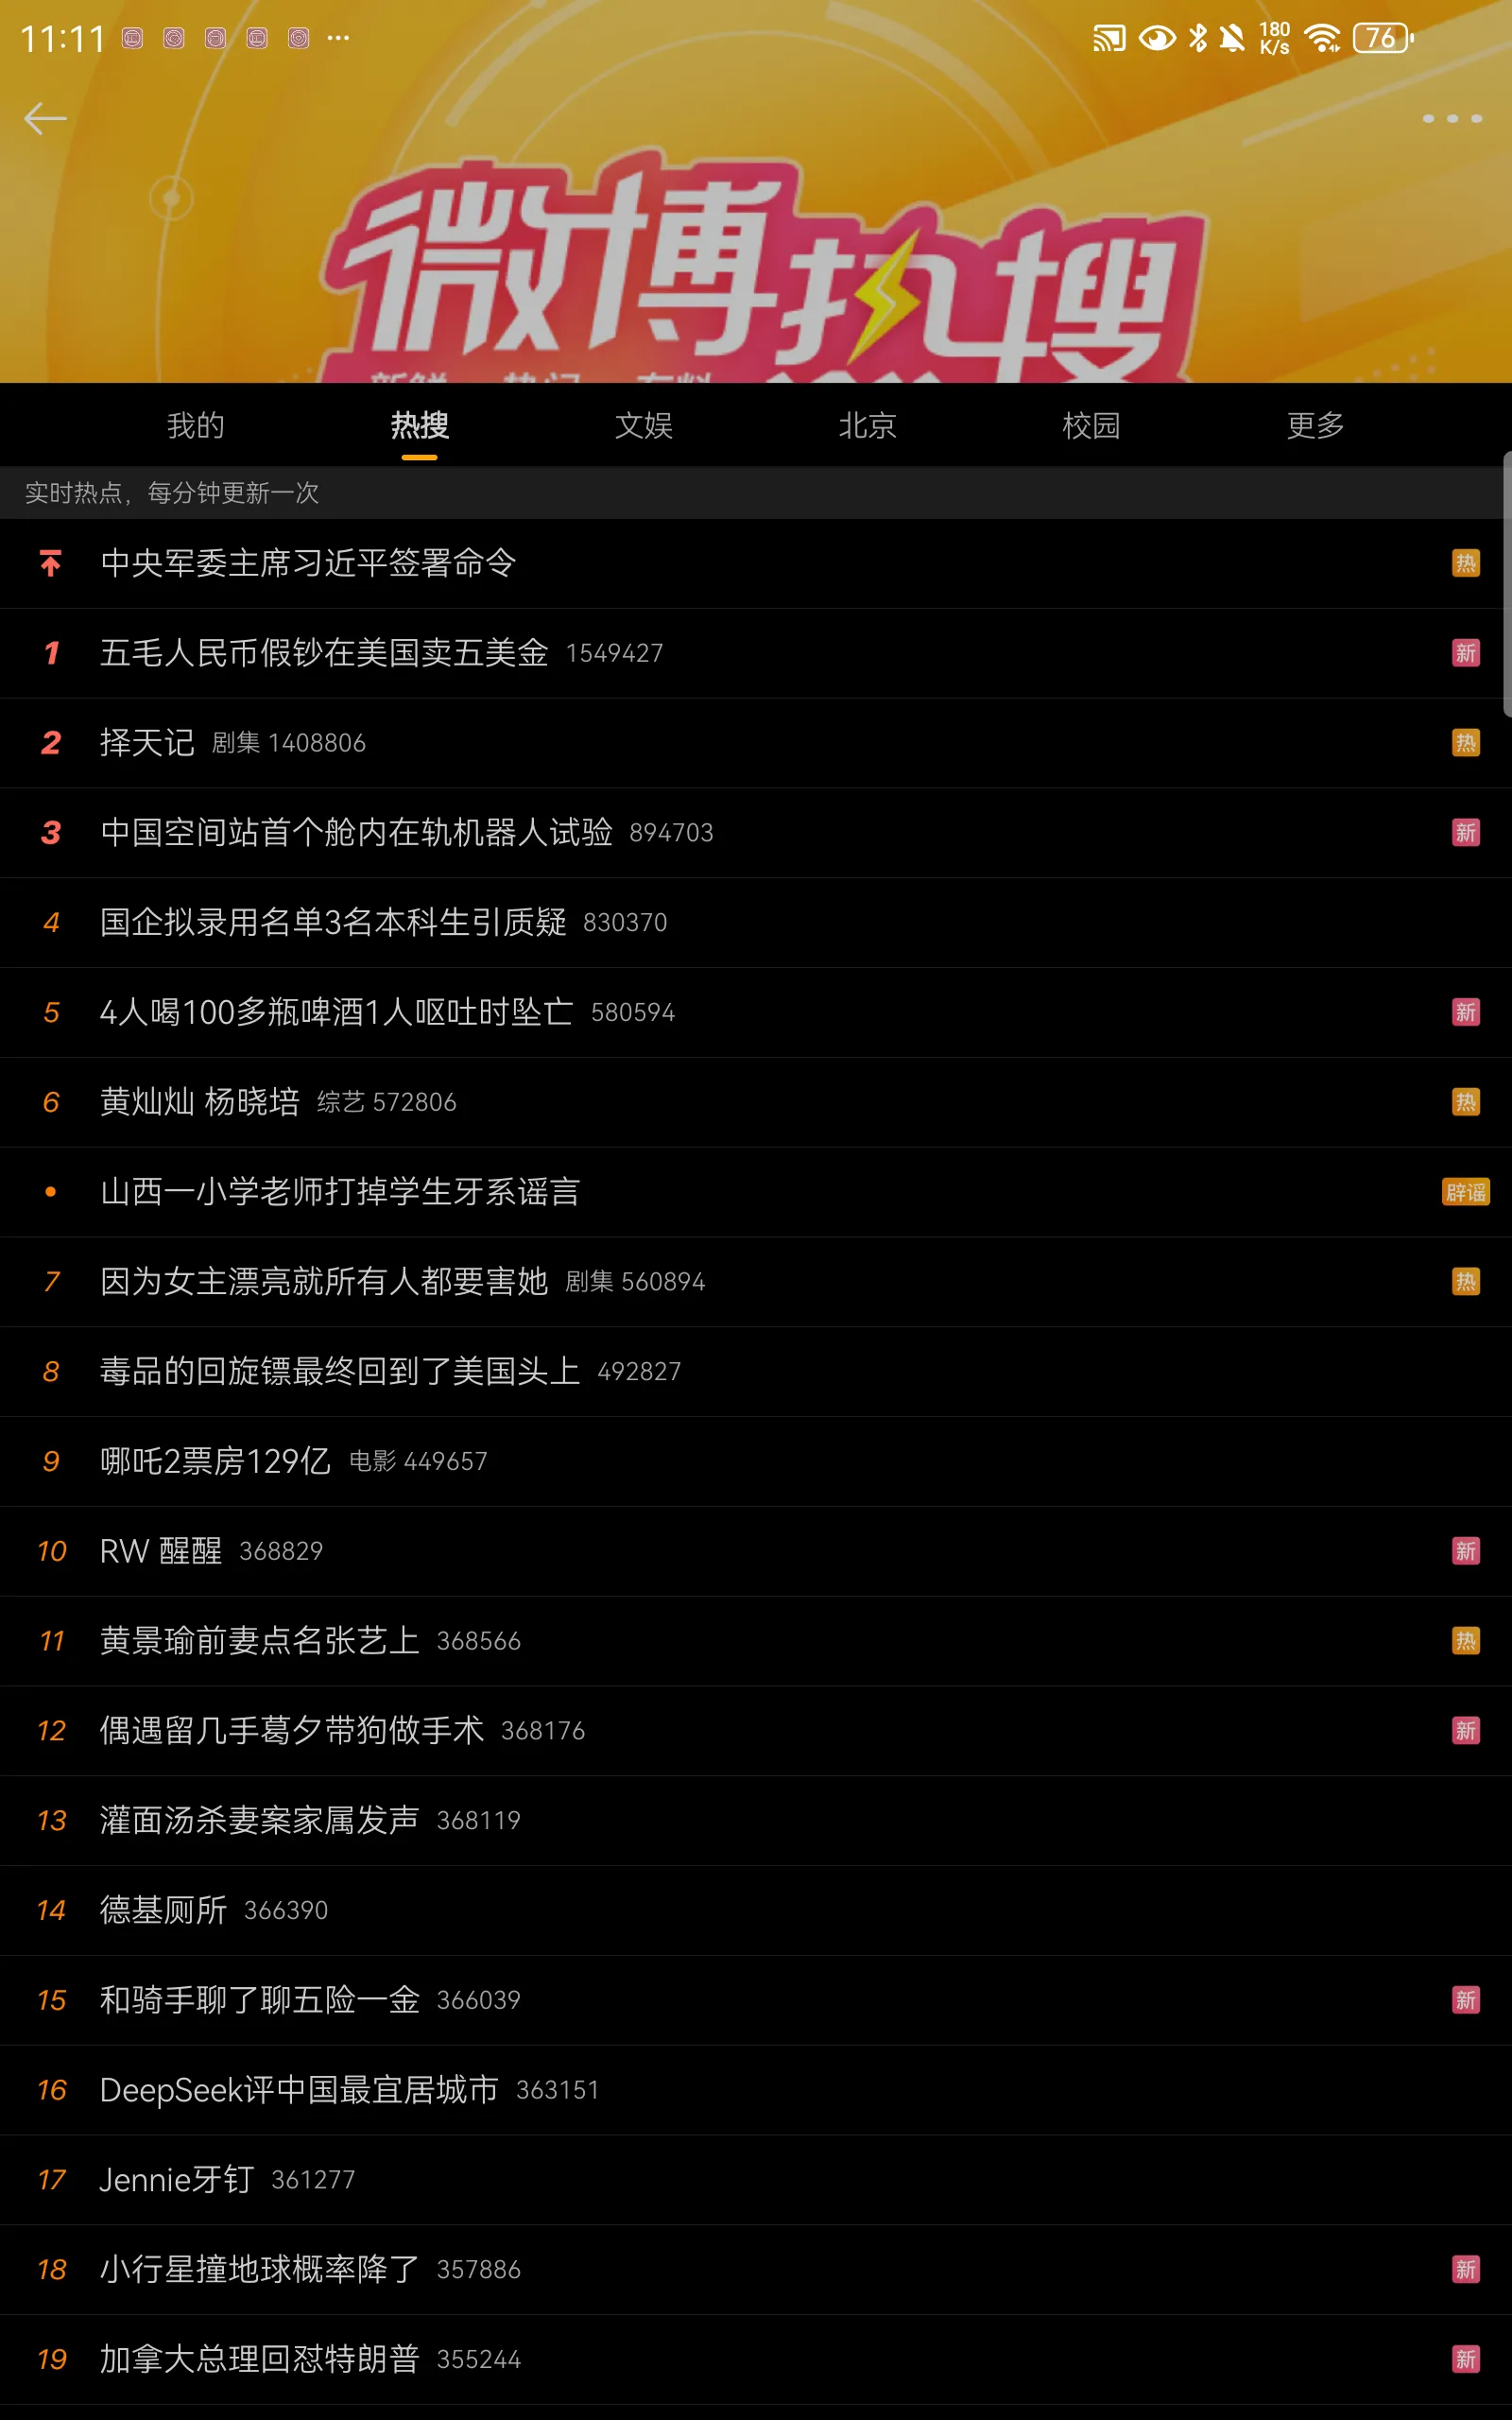 11:11
180
K/s
76
微博热搜
我的 热搜 文娱 北京 校园 更多
实时热点，每分钟更新一次
中央军委主席习近平签署命令 热
1 五毛人民币假钞在美国卖五美金 1549427 新
2 择天记 剧集 1408806 热
3 中国空间站首个舱内在轨机器人试验 894703 新
4 国企拟录用名单3名本科生引质疑 830370
5 4人喝100多瓶啤酒1人呕吐时坠亡 580594 新
6 黄灿灿 杨晓培 综艺 572806 热
• 山西一小学老师打掉学生牙系谣言 辟谣
7 因为女主漂亮就所有人都要害她 剧集 560894 热
8 毒品的回旋镖最终回到了美国头上 492827
9 哪吒2票房129亿 电影 449657
10 RW 醒醒 368829 新
11 黄景瑜前妻点名张艺上 368566 热
12 偶遇留几手葛夕带狗做手术 368176 新
13 灌面汤杀妻案家属发声 368119
14 德基厕所 366390
15 和骑手聊了聊五险一金 366039 新
16 DeepSeek评中国最宜居城市 363151
17 Jennie牙钉 361277
18 小行星撞地球概率降了 357886 新
19 加拿大总理回怼特朗普 355244 新